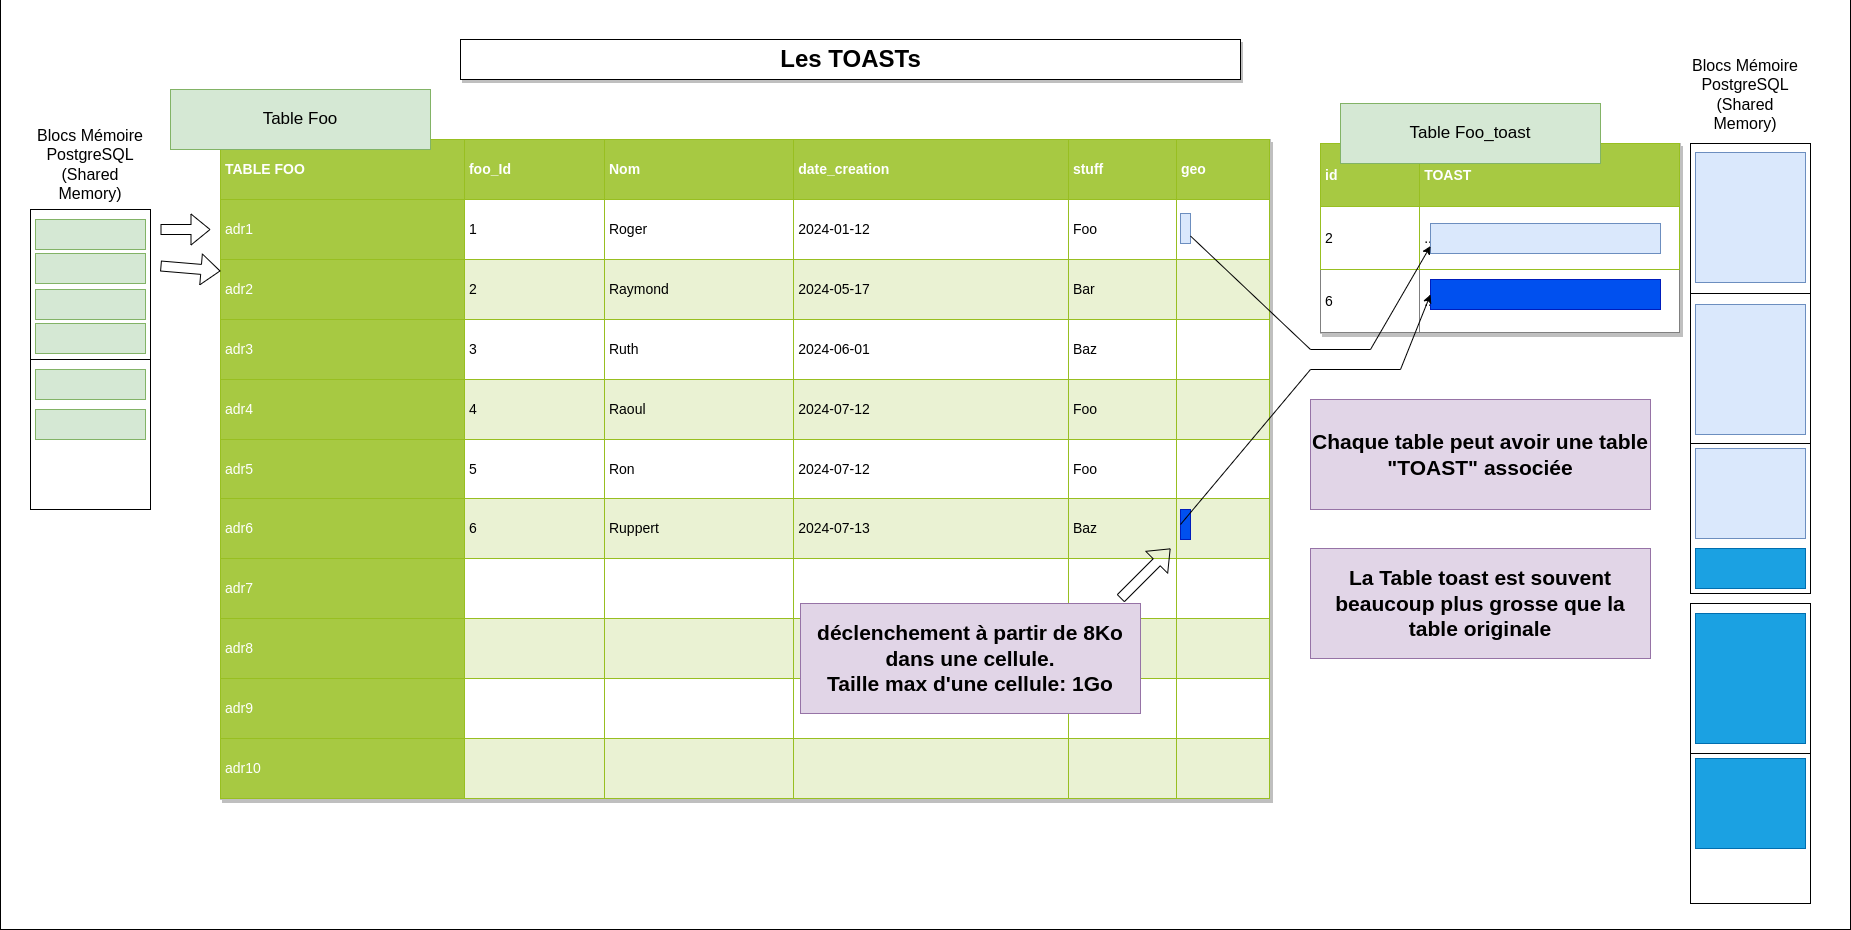 Les TOASTs
Blocs Mémoire
PostgreSQL
(Shared
Memory)
Table Foo
TABLE FOO foo_Id Nom date_creation stuff geo
adr1 1 Roger 2024-01-12 Foo
adr2 2 Raymond 2024-05-17 Bar
adr3 3 Ruth 2024-06-01 Baz
adr4 4 Raoul 2024-07-12 Foo
adr5 5 Ron 2024-07-12 Foo
adr6 6 Ruppert 2024-07-13 Baz
adr7
adr8
adr9
adr10
déclenchement à partir de 8Ko
dans une cellule.
Taille max d'une cellule: 1Go
Table Foo_toast
id TOAST
2
6
Chaque table peut avoir une table
"TOAST" associée
La Table toast est souvent
beaucoup plus grosse que la
table originale
Blocs Mémoire
PostgreSQL
(Shared
Memory)